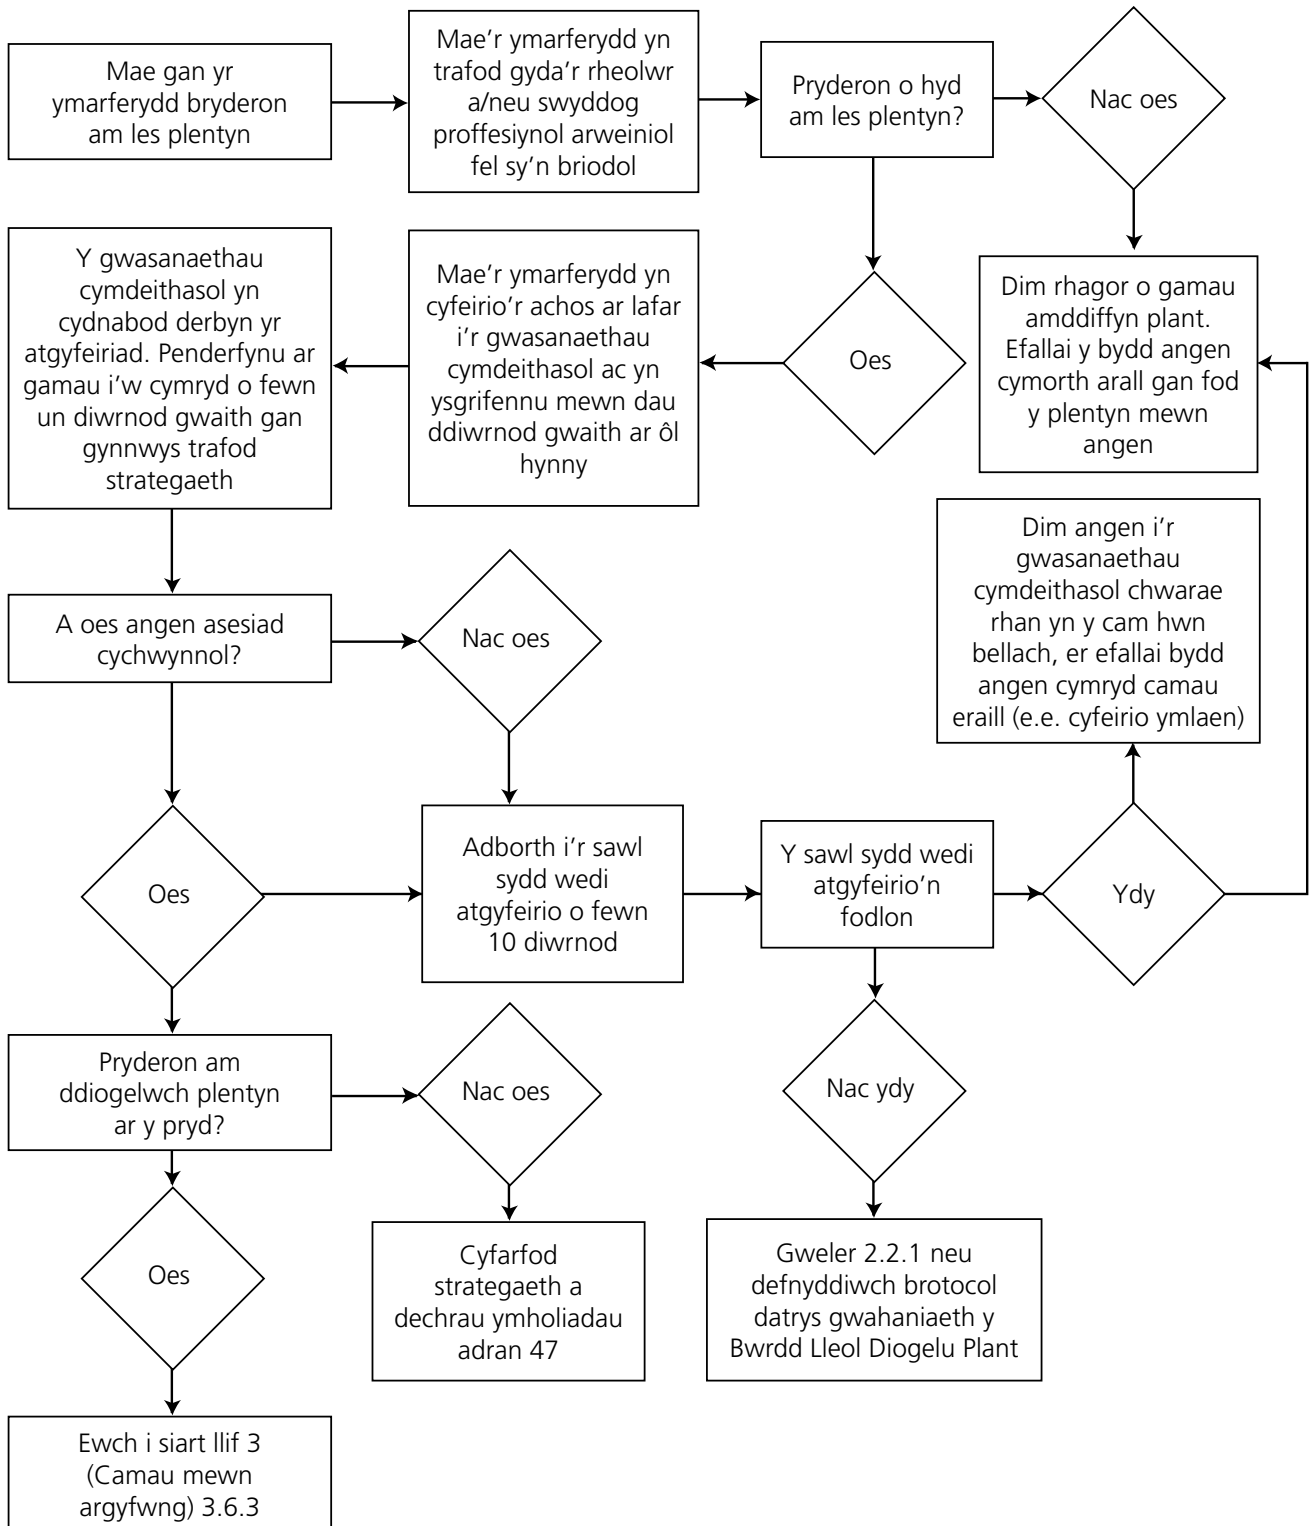 Mae gan yr
ymarferydd bryderon
am les plentyn
Mae'r ymarferydd yn
trafod gyda'r rheolwr
a/neu swyddog
proffesiynol arweiniol
fel sy'n briodol
Pryderon o hyd
am les plentyn?
Nac oes
Y gwasanaethau
cymdeithasol yn
cydnabod derbyn yr
atgyfeiriad. Penderfynu ar
gamau i'w cymryd o fewn
un diwrnod gwaith gan
gynnwys trafod
strategaeth
Mae'r ymarferydd yn
cyfeirio'r achos ar lafar
i'r gwasanaethau
cymdeithasol ac yn
ysgrifennu mewn dau
ddiwrnod gwaith ar ôl
hynny
Oes
Dim rhagor o gamau
amddiffyn plant.
Efallai y bydd angen
cymorth arall gan fod
y plentyn mewn
angen
A oes angen asesiad
cychwynnol?
Nac oes
Dim angen i'r
gwasanaethau
cymdeithasol chwarae
rhan yn y cam hwn
bellach, er efallai bydd
angen cymryd camau
eraill (e.e. cyfeirio ymlaen)
Oes
Adborth i'r sawl
sydd wedi
atgyfeirio o fewn
10 diwrnod
Y sawl sydd wedi
atgyfeirio'n
fodlon
Ydy
Pryderon am
ddiogelwch plentyn
ar y pryd?
Nac oes
Nac ydy
Oes
Cyfarfod
strategaeth a
dechrau ymholiadau
adran 47
Gweler 2.2.1 neu
defnyddiwch brotocol
datrys gwahaniaeth y
Bwrdd Lleol Diogelu Plant
Ewch i siart llif 3
(Camau mewn
argyfwng) 3.6.3